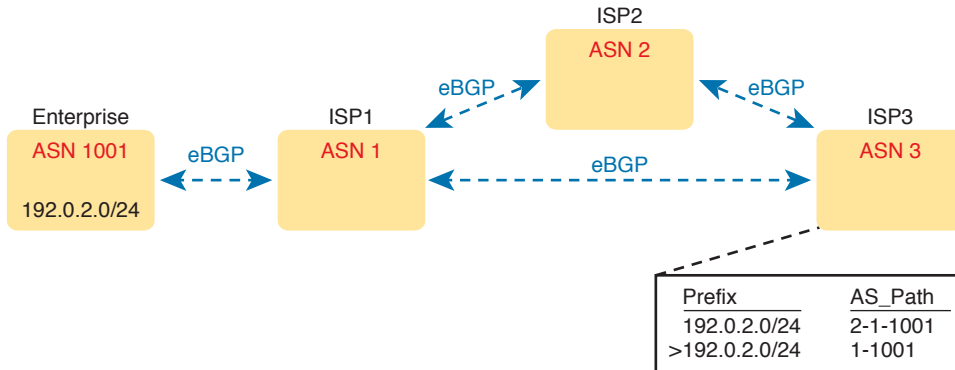 ISP2
ASN 2
eBGP
eBGP
Enterprise
ISP1
ISP3
ASN 1001
eBGP
ASN 1
eBGP
ASN 3
192.0.2.0/24
Prefix AS_Path
192.0.2.0/24 2-1-1001
>192.0.2.0/24 1-1001